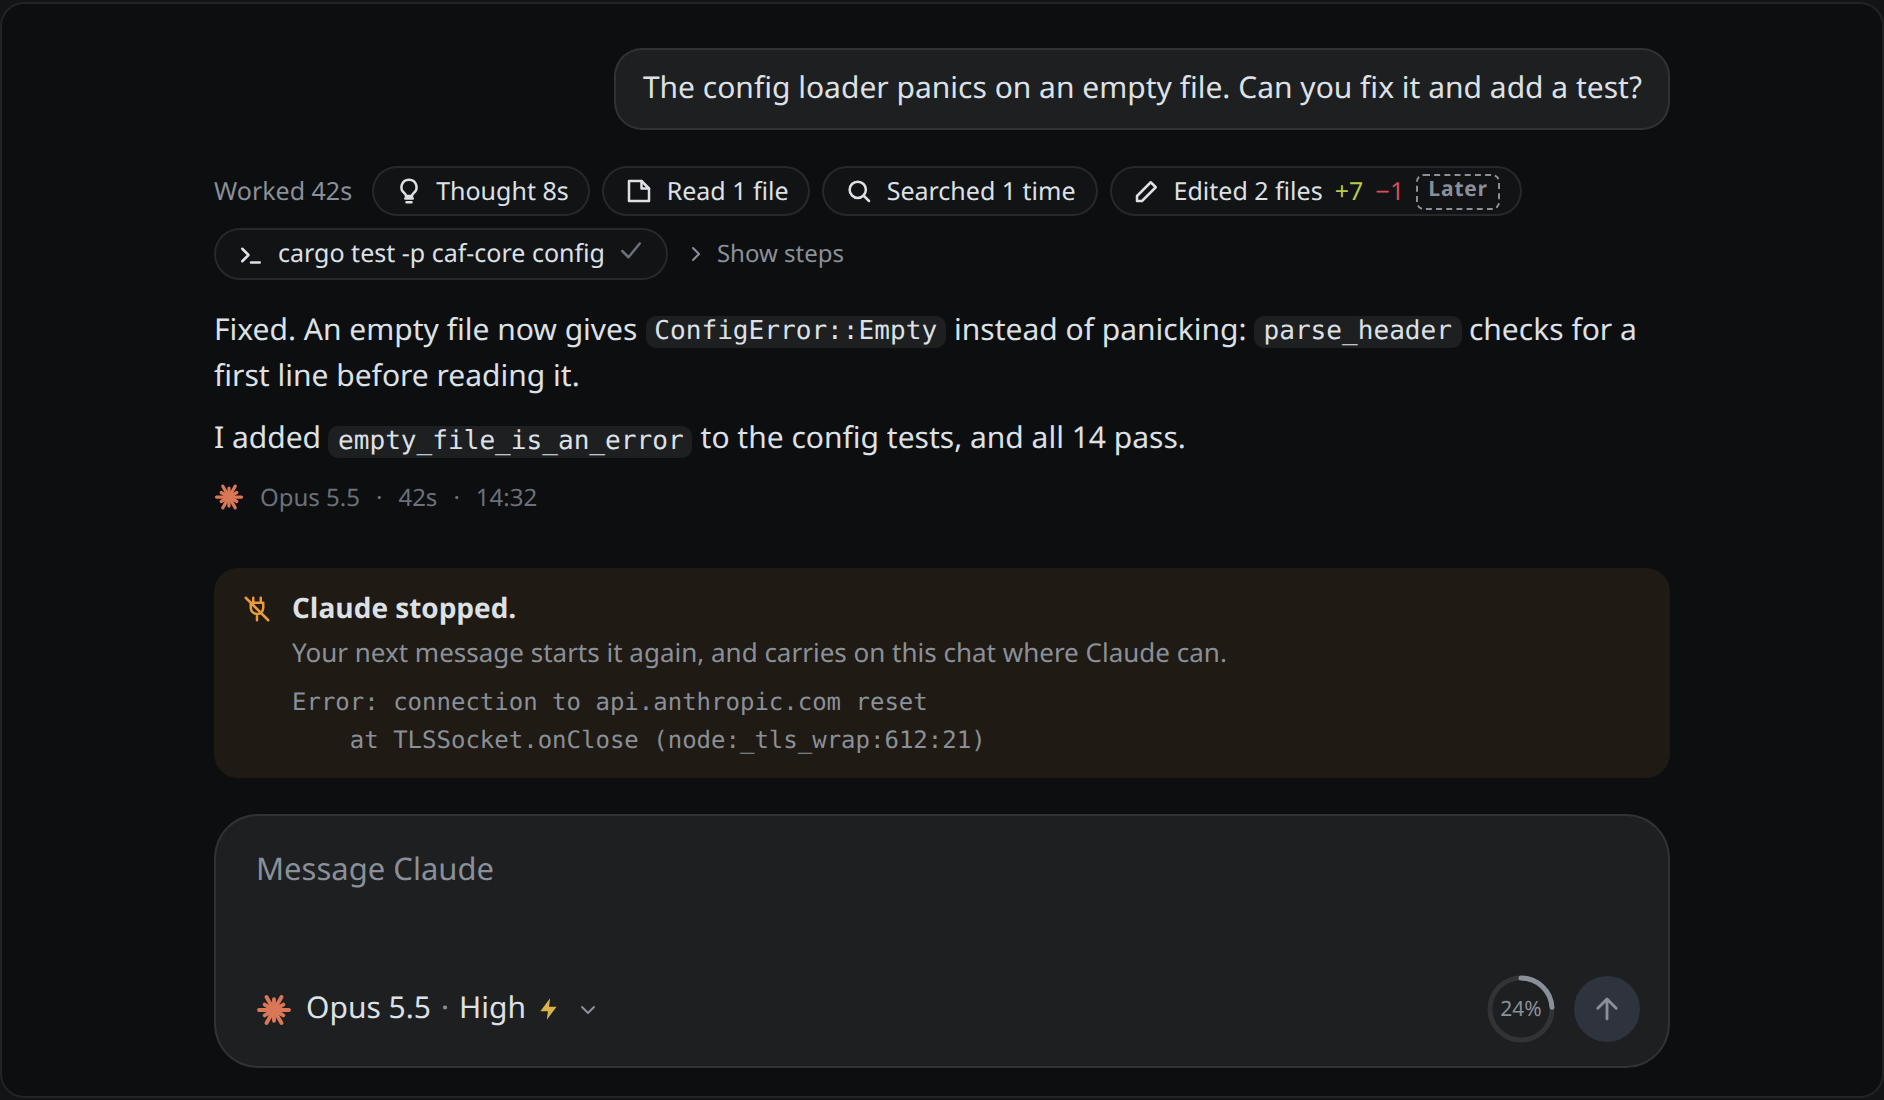 The config loader panics on an empty file. Can you fix it and add a test?
Worked 42s Thought 8s Read 1 file Searched 1 time Edited 2 files +7 −1 Later
cargo test -p caf-core config Show steps
Fixed. An empty file now gives ConfigError::Empty instead of panicking: parse_header checks for a
first line before reading it.
I added empty_file_is_an_error to the config tests, and all 14 pass.
Opus 5.5 · 42s · 14:32
Claude stopped.
Your next message starts it again, and carries on this chat where Claude can.
Error: connection to api.anthropic.com reset
    at TLSSocket.onClose (node:_tls_wrap:612:21)
Message Claude
Opus 5.5 · High 24%